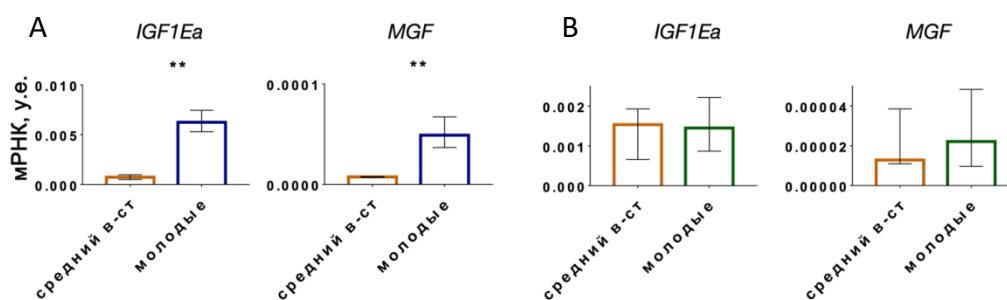 A
IGF1Ea
MGF
**
**
мРНК, у.е.
0.010
0.005
0.000
средний в-ст
молодые
0.0001
0.0000
средний в-ст
молодые
B
IGF1Ea
MGF
0.002
0.001
0.000
средний в-ст
молодые
0.00004
0.00002
0.00000
средний в-ст
молодые